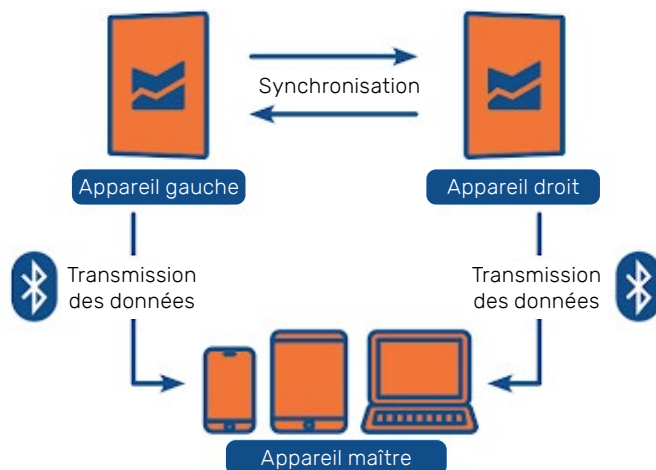 Synchronisation
Appareil gauche
Appareil droit
Transmission
des données
Transmission
des données
Appareil maître